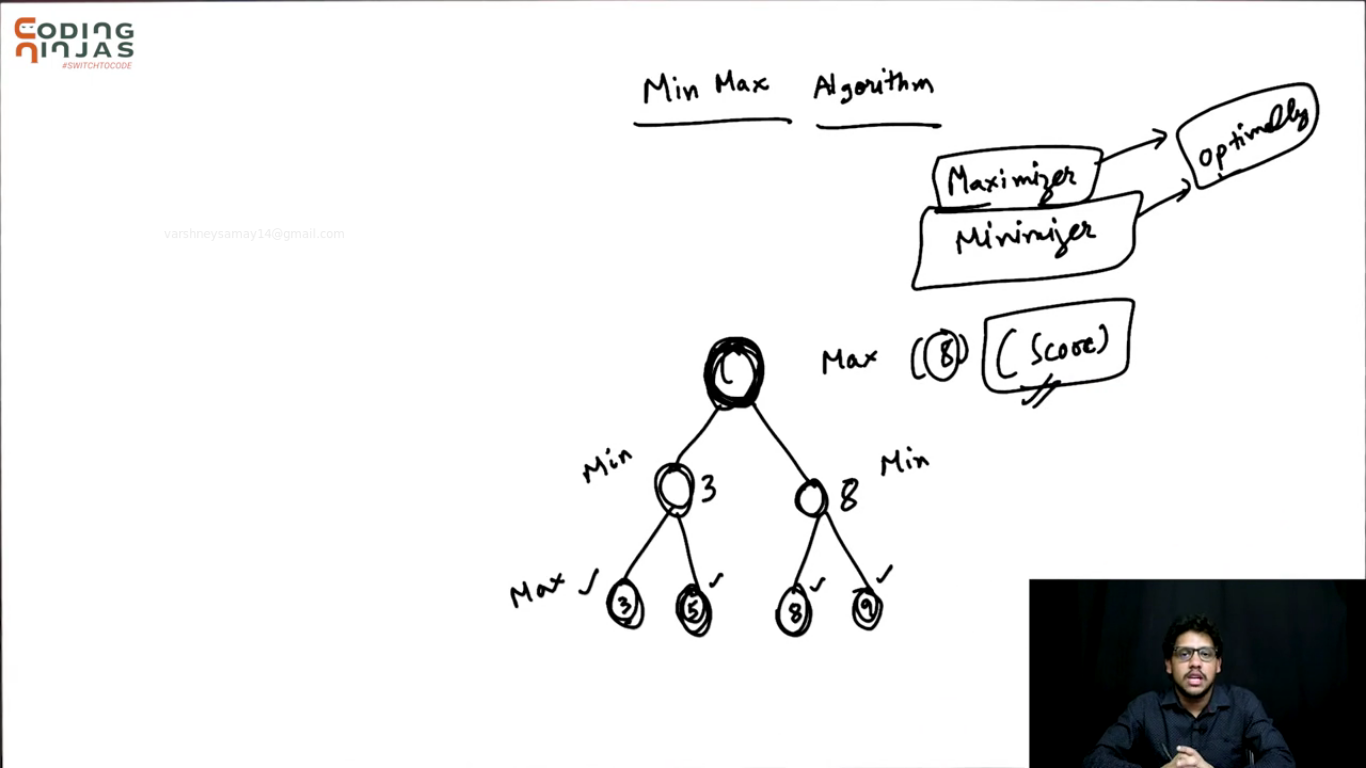 CODING
NINJAS
#SWITCHTOCODE
Min Max Algorithm
Optimally
Maximizer
Minimizer
varshneysamay14@gmail.com
Max (8) (Score)
Min
Min
3
8
Max
3
5
8
9